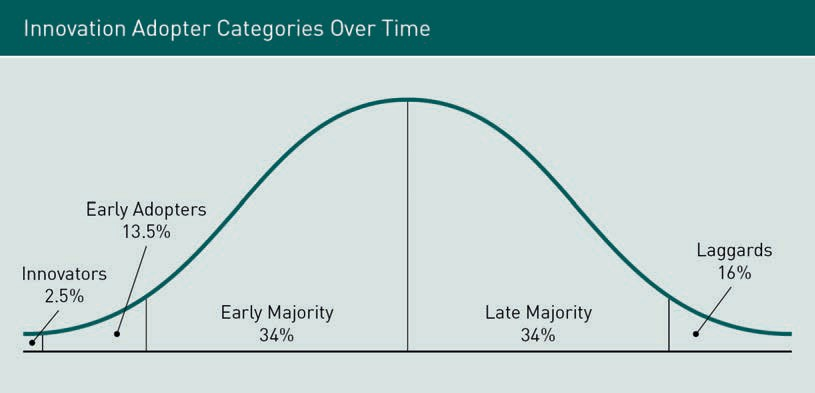 Innovation Adopter Categories Over Time
Early Adopters
13.5%
Innovators
2.5%
Early Majority
34%
Late Majority
34%
Laggards
16%